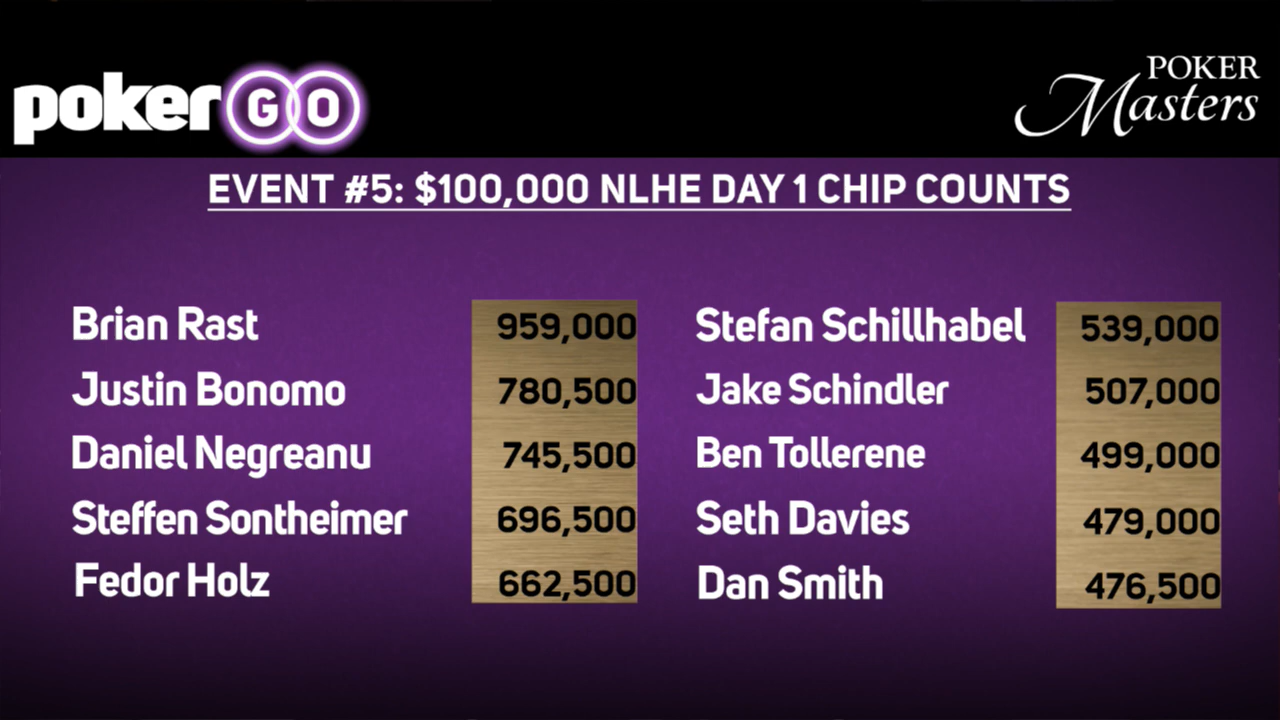 pokerGO
POKER
Masters
EVENT #5: $100,000 NLHE DAY 1 CHIP COUNTS
Brian Rast 959,000
Justin Bonomo 780,500
Daniel Negreanu 745,500
Steffen Sontheimer 696,500
Fedor Holz 662,500
Stefan Schillhabel 539,000
Jake Schindler 507,000
Ben Tollerene 499,000
Seth Davies 479,000
Dan Smith 476,500